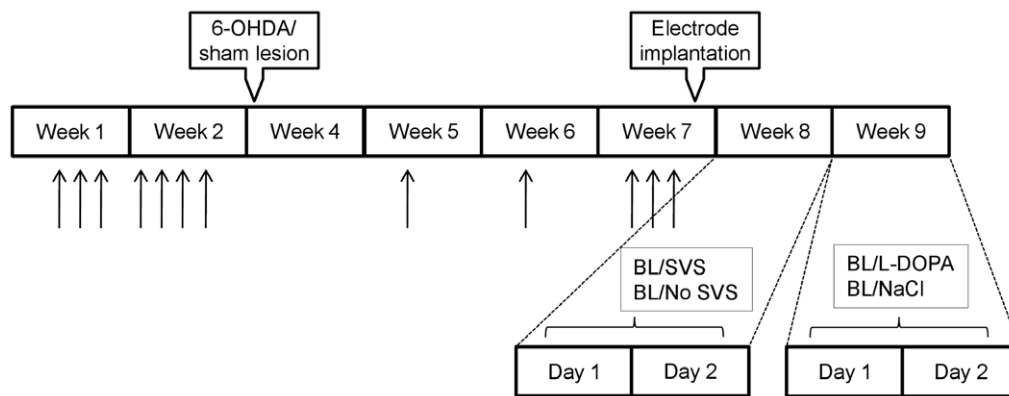 6-OHDA/
sham lesion
Electrode
implantation
Week 1 Week 2 Week 4 Week 5 Week 6 Week 7 Week 8 Week 9
BL/SVS
BL/No SVS
BL/L-DOPA
BL/NaCl
Day 1 Day 2 Day 1 Day 2